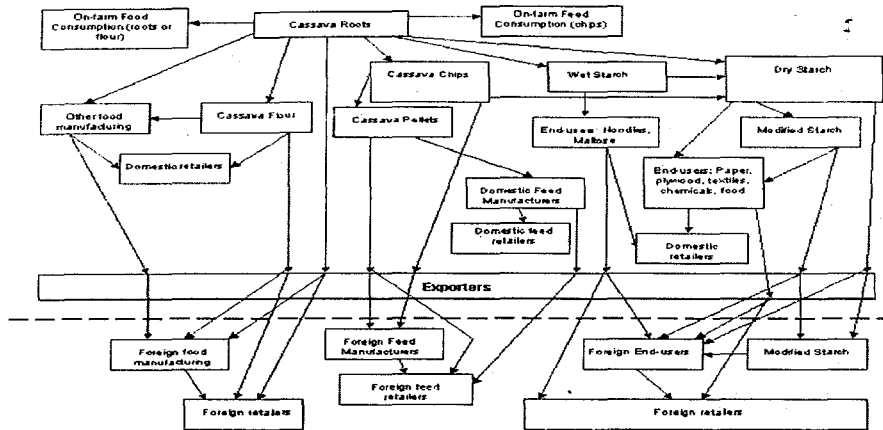 On-farm Food
Consumption (roots or
flour)
Cassava Roots
On-farm Feed
Consumption (chips)
Cassava Chips
Wet Starch
Dry Starch
Other food
manufacturing
Cassava Flour
Cassava Pellets
End-uses: Noodles,
Maltose
Modified Starch
Domestic retailers
Domestic Feed
Manufacturers
End-users: Paper,
plywood, textiles,
chemicals, food
Domestic feed
retailers
Domestic
retailers
Exporters
Foreign food
manufacturing
Foreign Feed
Manufacturers
Foreign End-users
Modified Starch
Foreign feed
retailers
Foreign retailers
Foreign retailers